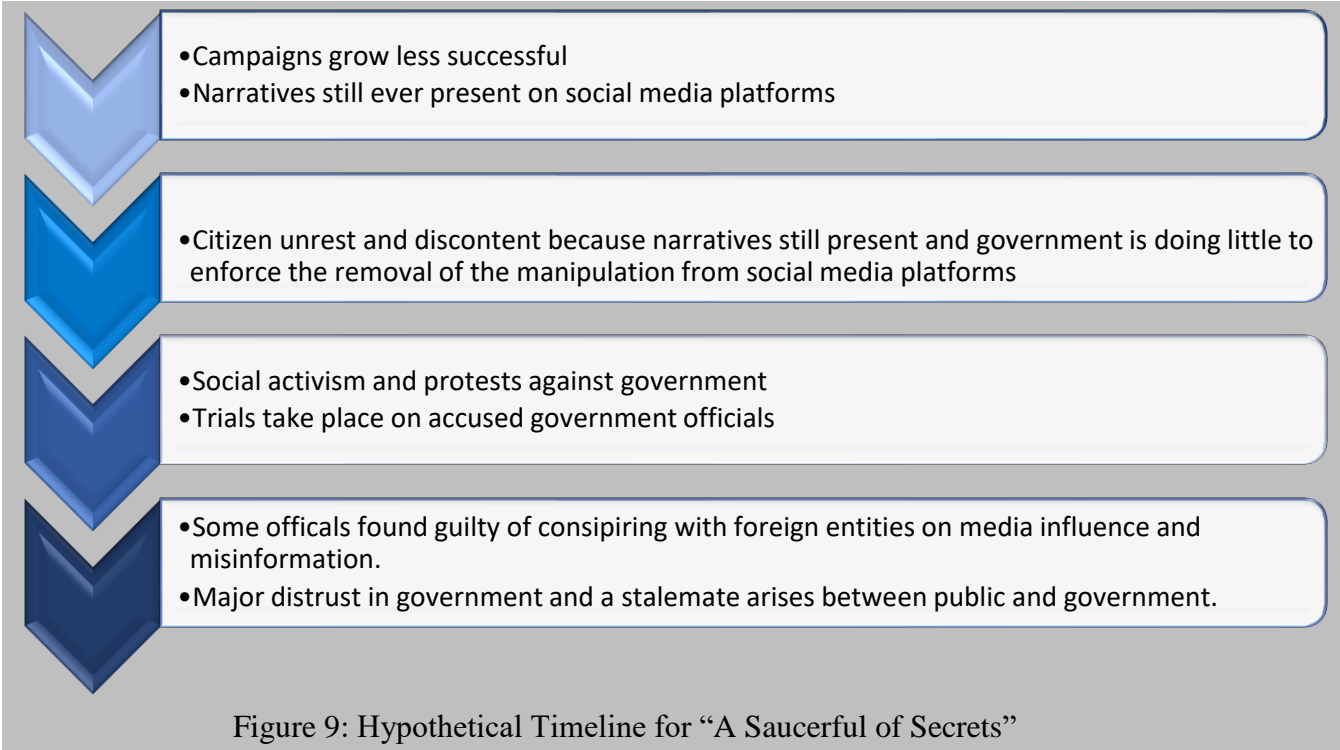 •Campaigns grow less successful
•Narratives still ever present on social media platforms
•Citizen unrest and discontent because narratives still present and government is doing little to
enforce the removal of the manipulation from social media platforms
•Social activism and protests against government
•Trials take place on accused government officials
•Some officals found guilty of consipiring with foreign entities on media influence and
misinformation.
•Major distrust in government and a stalemate arises between public and government.
Figure 9: Hypothetical Timeline for “A Saucerful of Secrets”